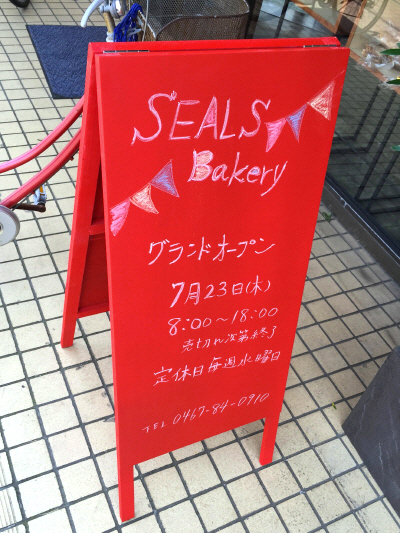 SEALS
Bakery
グランドオープン
7月23日(木)
8:00〜18:00
売切れ次第終了
定休日毎週水曜日
TEL 0467-84-0910